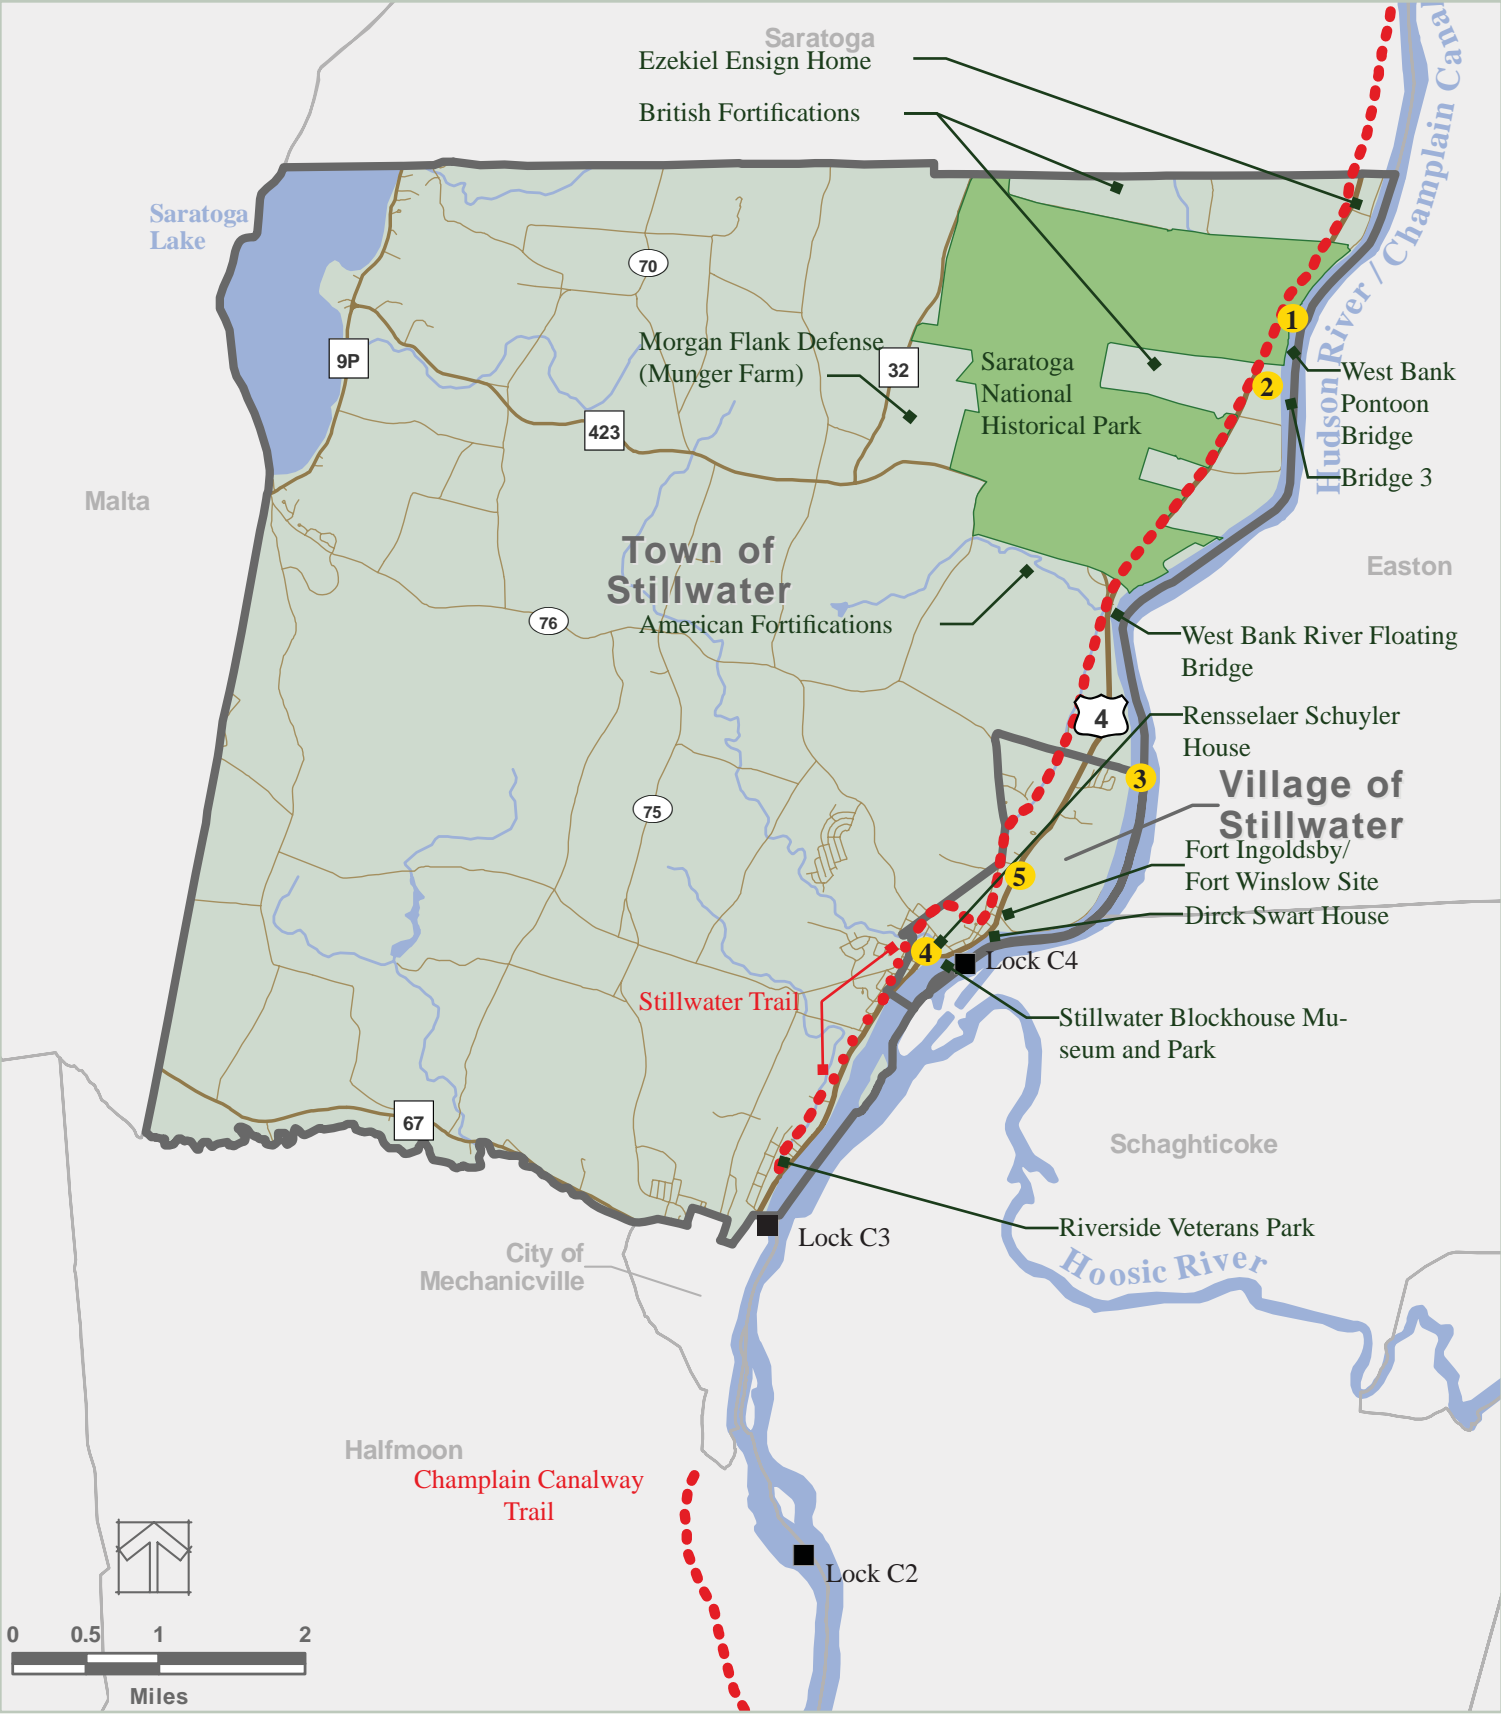 Saratoga
Ezekiel Ensign Home
British Fortifications
Hudson River / Champlain Canal
Saratoga
Lake
70
1
Morgan Flank Defense
(Munger Farm)
9P
32
Saratoga
National
Historical Park
2
West Bank
Pontoon
Bridge
423
Bridge 3
Malta
Town of
Stillwater
Easton
76
American Fortifications
West Bank River Floating
Bridge
4
Rensselaer Schuyler
House
3
Village of
Stillwater
75
Fort Ingoldsby/
Fort Winslow Site
5
Dirck Swart House
4
Lock C4
Stillwater Trail
Stillwater Blockhouse Mu-
seum and Park
67
Schaghticoke
Riverside Veterans Park
Lock C3
City of
Mechanicville
Hoosic River
Halfmoon
Champlain Canalway
Trail
Lock C2
0 0.5 1 2
Miles